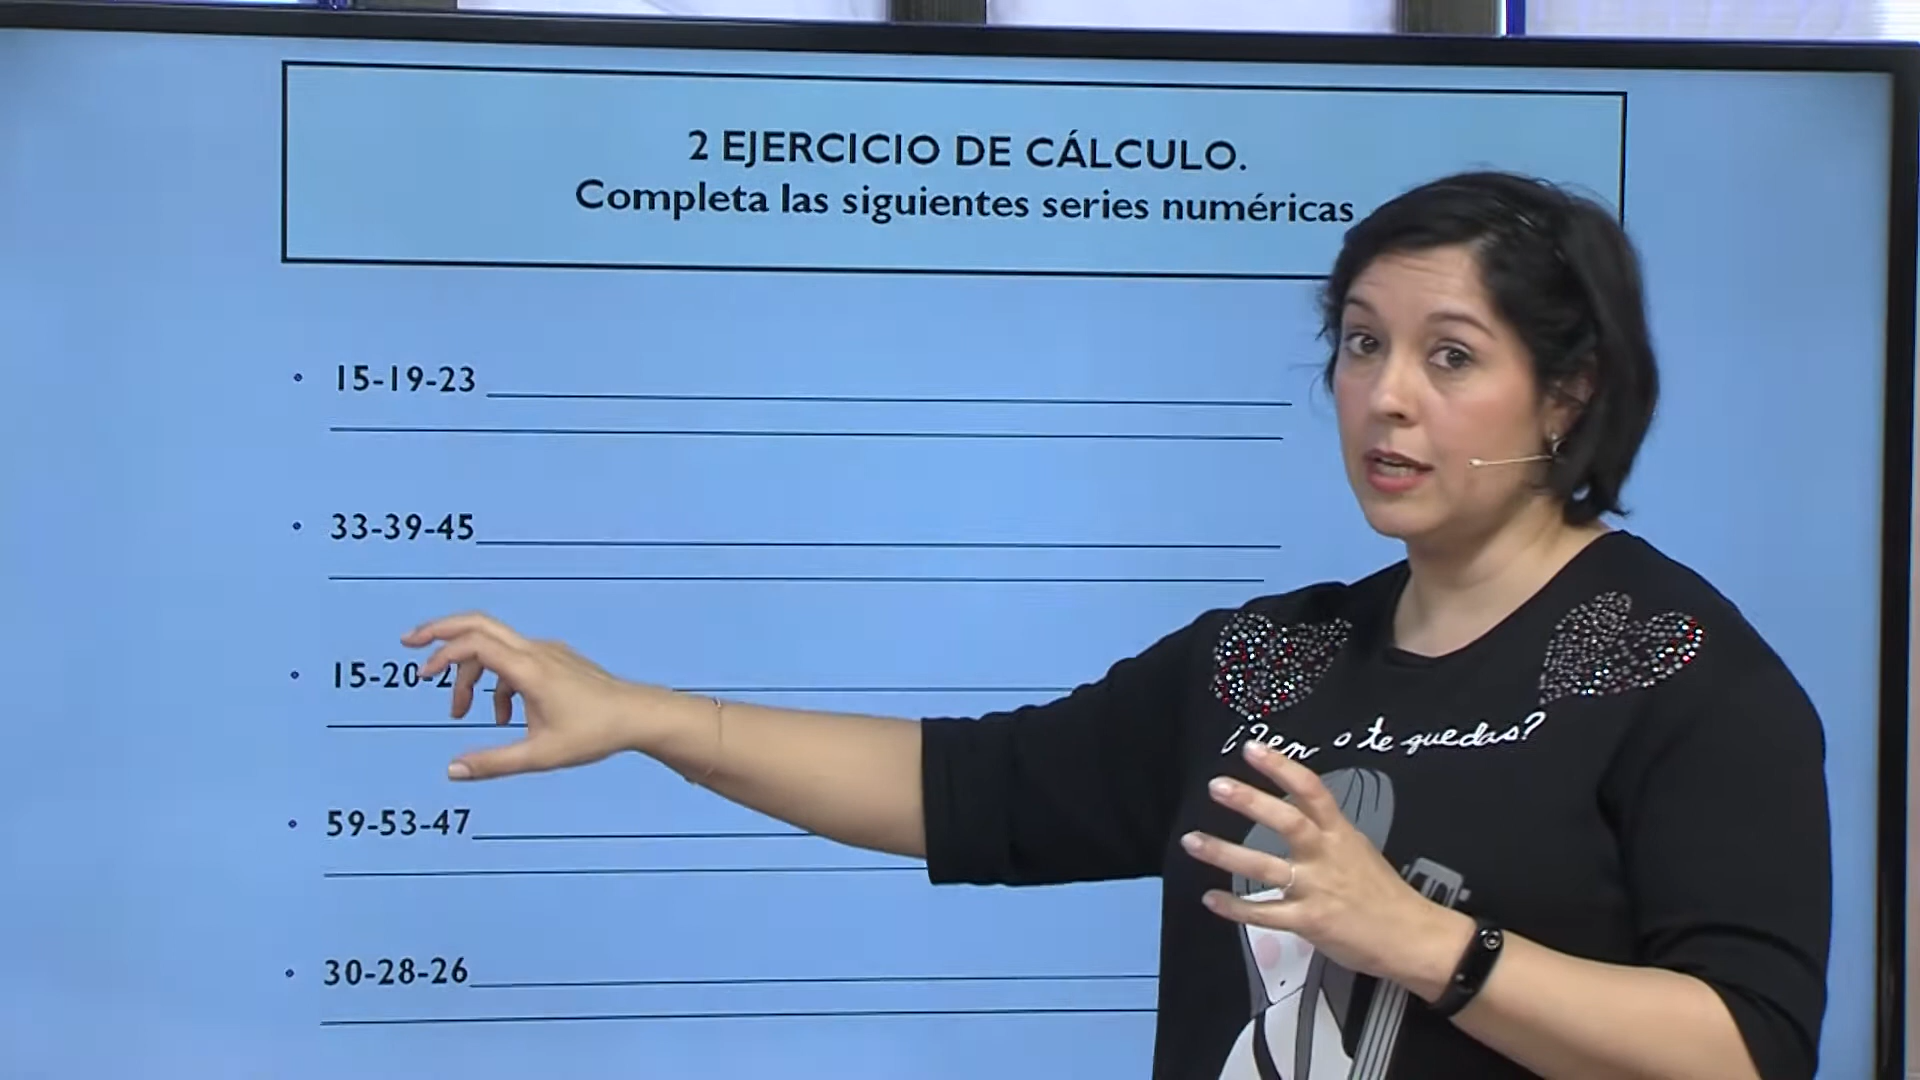 2 EJERCICIO DE CÁLCULO.
Completa las siguientes series numéricas
15-19-23
33-39-45
15-20-2
59-53-47
30-28-26
o te quedas?